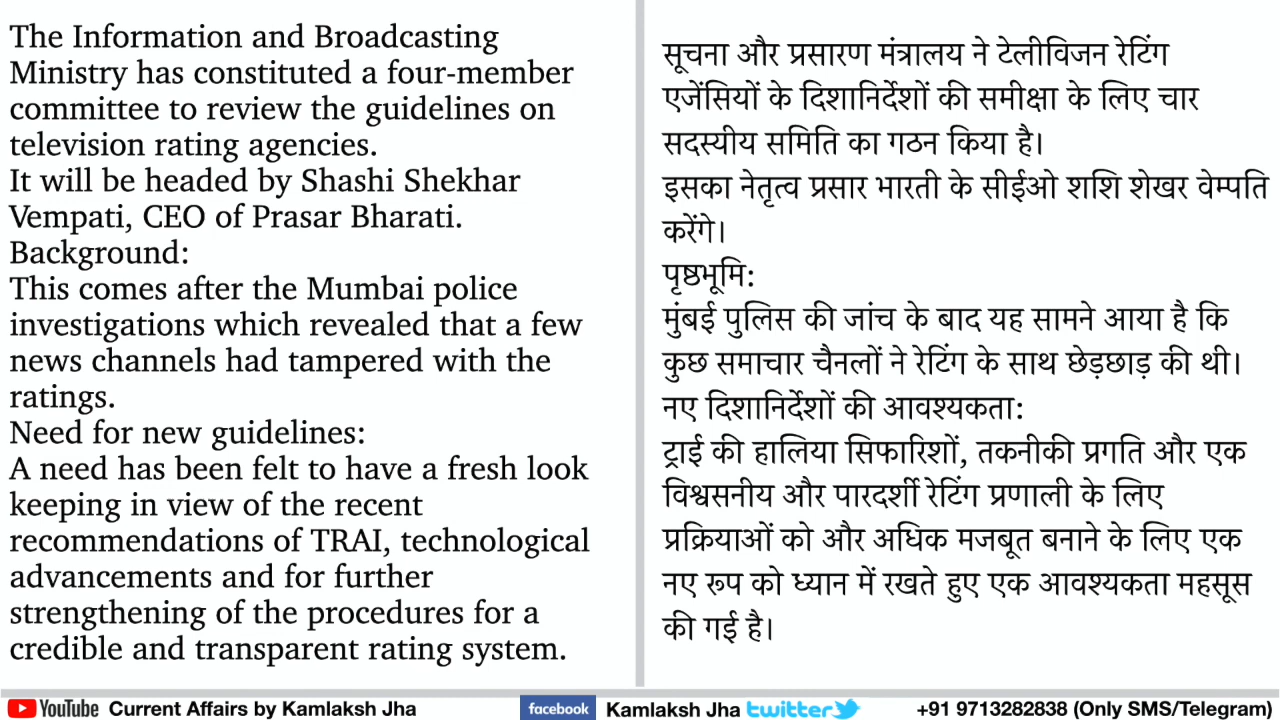 The Information and Broadcasting
Ministry has constituted a four-member
committee to review the guidelines on
television rating agencies.
It will be headed by Shashi Shekhar
Vempati, CEO of Prasar Bharati.
Background:
This comes after the Mumbai police
investigations which revealed that a few
news channels had tampered with the
ratings.
Need for new guidelines:
A need has been felt to have a fresh look
keeping in view of the recent
recommendations of TRAI, technological
advancements and for further
strengthening of the procedures for a
credible and transparent rating system.
सूचना और प्रसारण मंत्रालय ने टेलीविजन रेटिंग
एजेंसियों के दिशानिर्देशों की समीक्षा के लिए चार
सदस्यीय समिति का गठन किया है।
इसका नेतृत्व प्रसार भारती के सीईओ शशि शेखर वेम्पति
करेंगे।
पृष्ठभूमि:
मुंबई पुलिस की जांच के बाद यह सामने आया है कि
कुछ समाचार चैनलों ने रेटिंग के साथ छेड़छाड़ की थी।
नए दिशानिर्देशों की आवश्यकता:
ट्राई की हालिया सिफारिशों, तकनीकी प्रगति और एक
विश्वसनीय और पारदर्शी रेटिंग प्रणाली के लिए
प्रक्रियाओं को और अधिक मजबूत बनाने के लिए एक
नए रूप को ध्यान में रखते हुए एक आवश्यकता महसूस
की गई है।
YouTube Current Affairs by Kamlaksh Jha facebook Kamlaksh Jha twitter +91 9713282838 (Only SMS/Telegram)